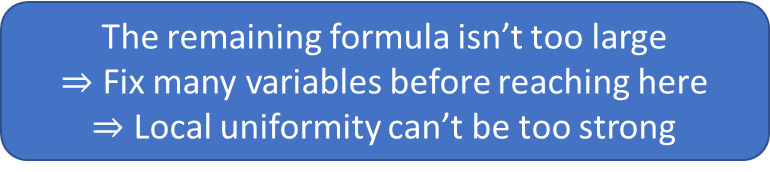 The remaining formula isn’t too large
⇒ Fix many variables before reaching here
⇒ Local uniformity can’t be too strong